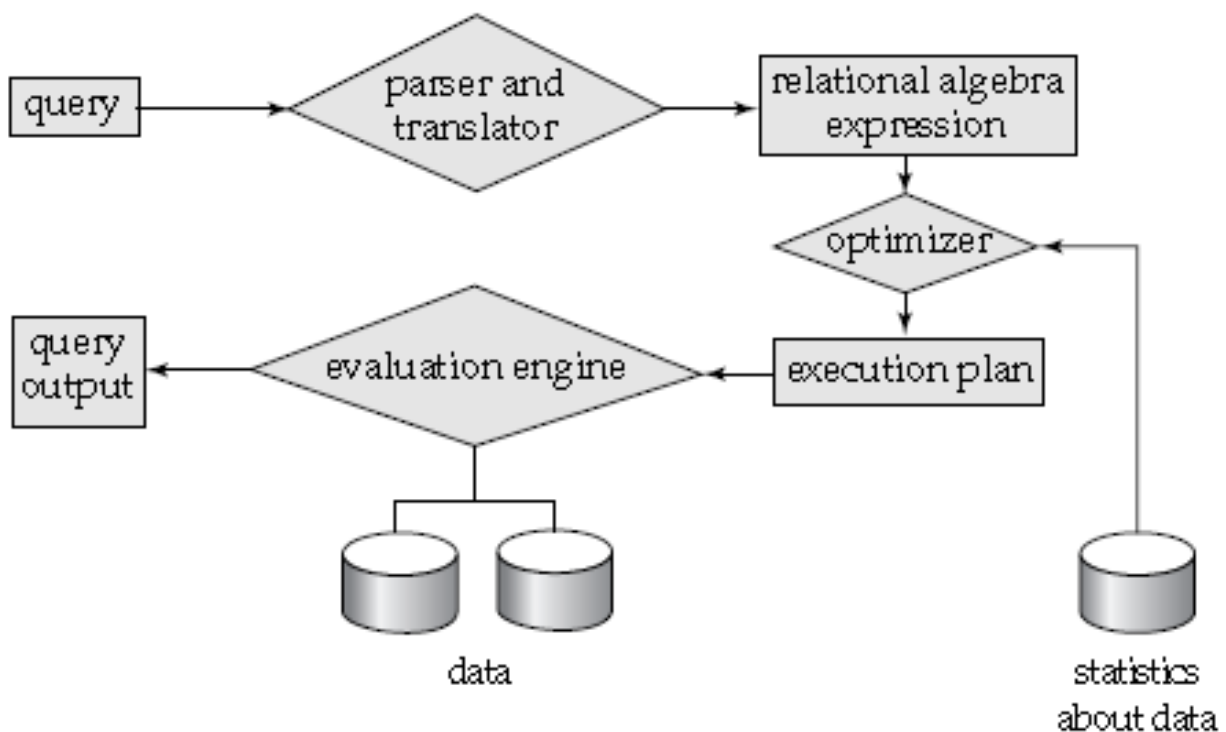 query
parser and
translator
relational algebra
expression
optimizer
query
output
evaluation engine
execution plan
data
statistics
about data